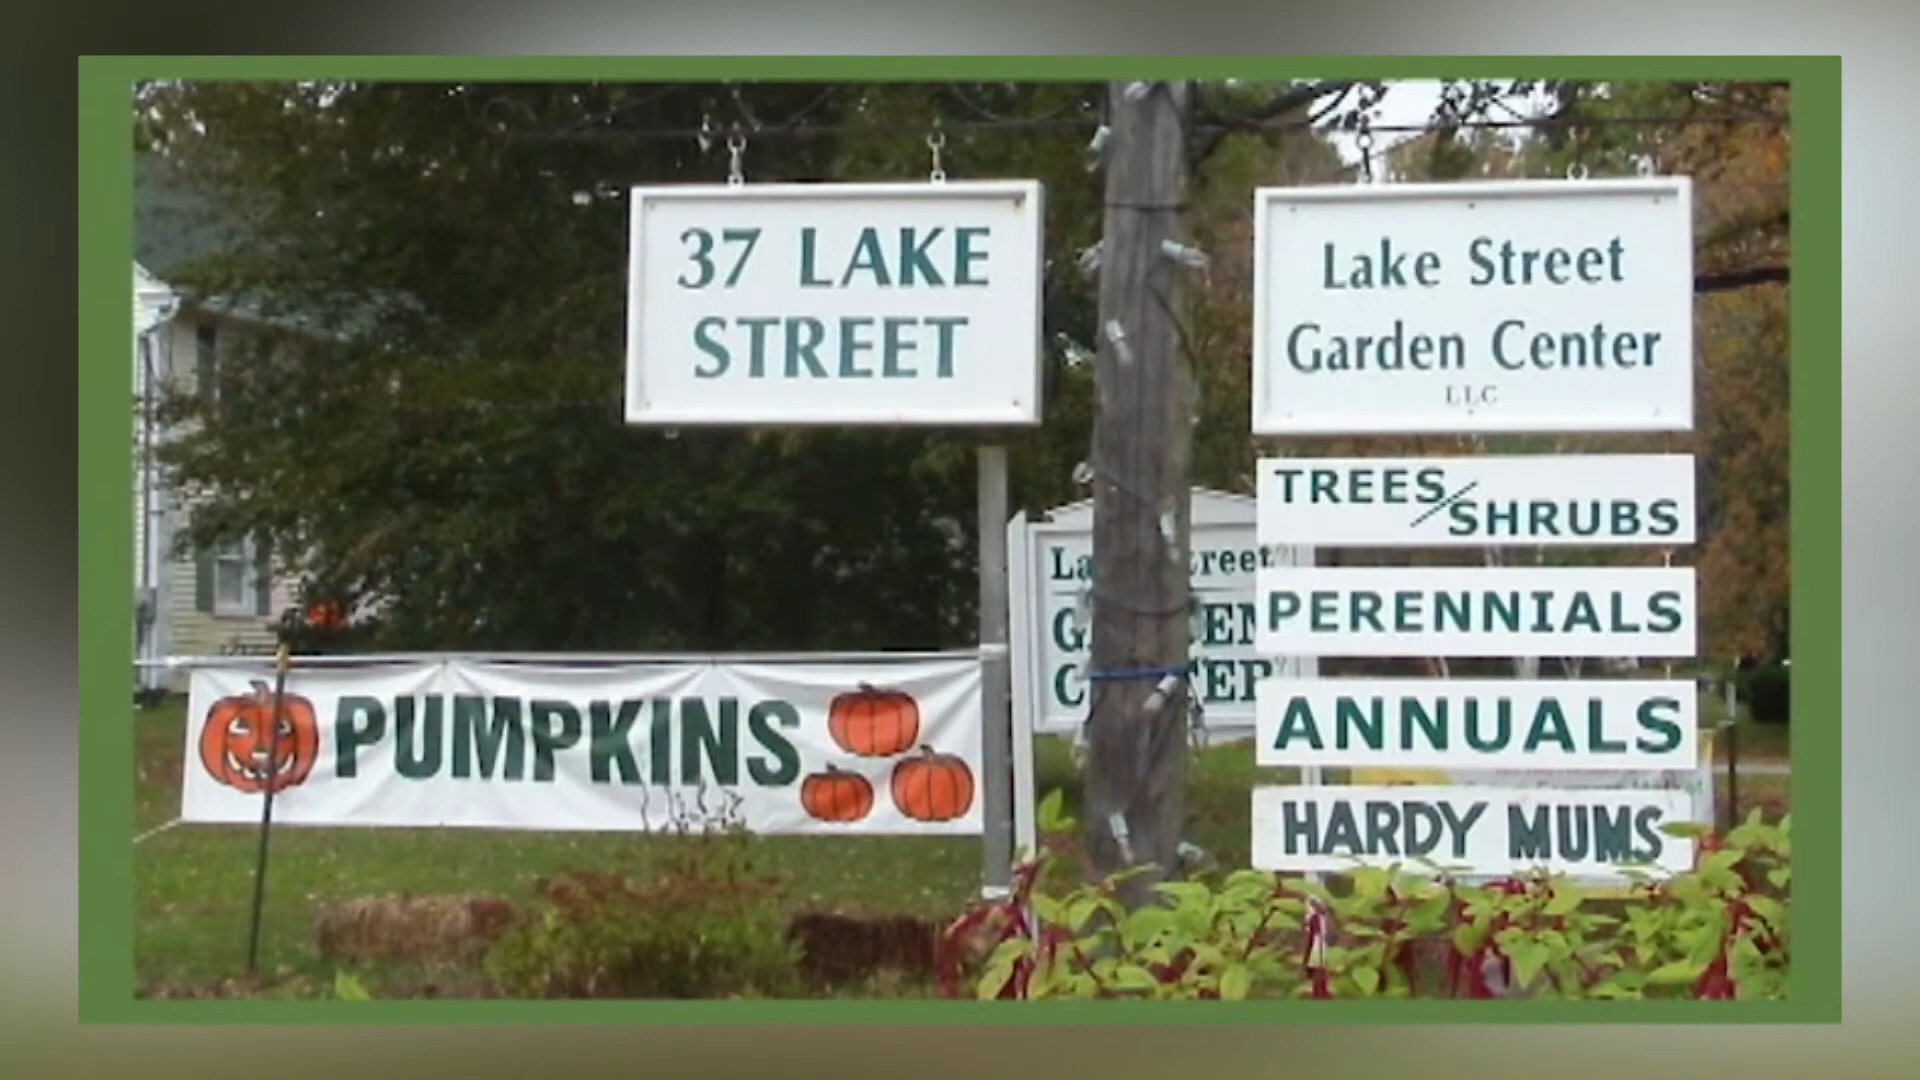 37 LAKE
STREET
Lake Street
Garden Center
LLC
TREES/SHRUBS
PERENNIALS
ANNUALS
HARDY MUMS
PUMPKINS